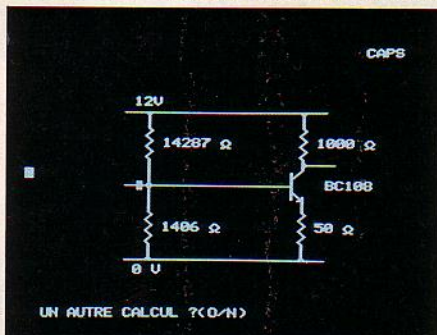 CAPS
12V
14287 Ω 1000 Ω
BC108
1406 Ω 50 Ω
0 V
UN AUTRE CALCUL ?(O/N)